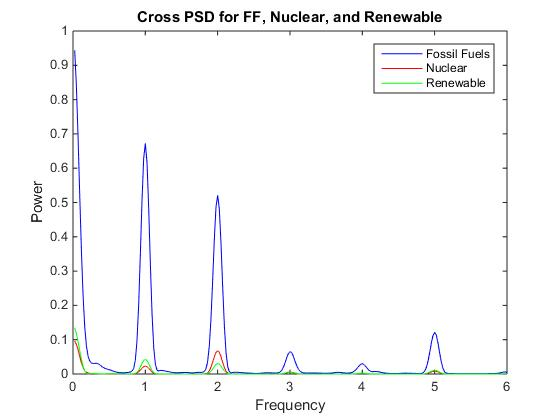 Cross PSD for FF, Nuclear, and Renewable
Fossil Fuels
Nuclear
Renewable
Power
1
0.9
0.8
0.7
0.6
0.5
0.4
0.3
0.2
0.1
0
0 1 2 3 4 5 6
Frequency